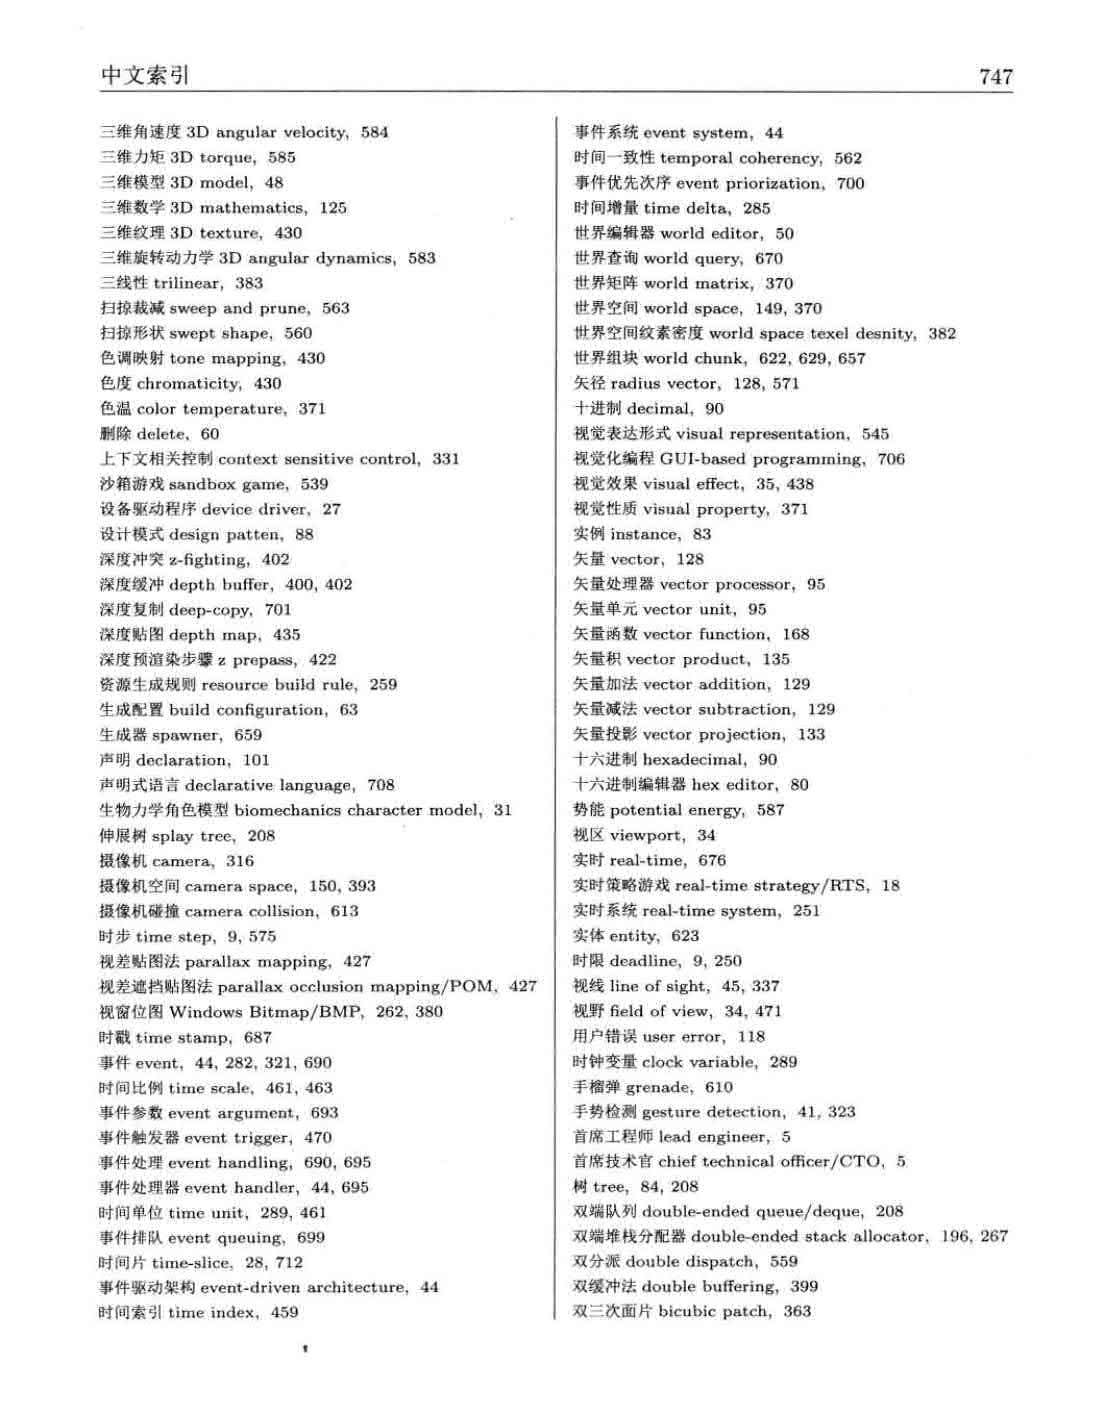 中文索引
747
三维角速度 3D angular velocity, 584
三维力矩 3D torque, 585
三维模型 3D model, 48
三维数学 3D mathematics, 125
三维纹理 3D texture, 430
三维旋转动力学 3D angular dynamics, 583
三线性 trilinear, 383
扫掠裁减 sweep and prune, 563
扫掠形状 swept shape, 560
色调映射 tone mapping, 430
色度 chromaticity, 430
色温 color temperature, 371
删除 delete, 60
上下文相关控制 context sensitive control, 331
沙箱游戏 sandbox game, 539
设备驱动程序 device driver, 27
设计模式 design patten, 88
深度冲突 z-fighting, 402
深度缓冲 depth buffer, 400, 402
深度复制 deep-copy, 701
深度贴图 depth map, 435
深度预渲染步骤 z prepass, 422
资源生成规则 resource build rule, 259
生成配置 build configuration, 63
生成器 spawner, 659
声明 declaration, 101
声明式语言 declarative language, 708
生物力学角色模型 biomechanics character model, 31
伸展树 splay tree, 208
摄像机 camera, 316
摄像机空间 camera space, 150, 393
摄像机碰撞 camera collision, 613
时步 time step, 9, 575
视差贴图法 parallax mapping, 427
视差遮挡贴图法 parallax occlusion mapping/POM, 427
视窗位图 Windows Bitmap/BMP, 262, 380
时戳 time stamp, 687
事件 event, 44, 282, 321, 690
时间比例 time scale, 461, 463
事件参数 event argument, 693
事件触发器 event trigger, 470
事件处理 event handling, 690, 695
事件处理器 event handler, 44, 695
时间单位 time unit, 289, 461
事件排队 event queuing, 699
时间片 time-slice, 28, 712
事件驱动架构 event-driven architecture, 44
时间索引 time index, 459
事件系统 event system, 44
时间一致性 temporal coherency, 562
事件优先次序 event priorization, 700
时间增量 time delta, 285
世界编辑器 world editor, 50
世界查询 world query, 670
世界矩阵 world matrix, 370
世界空间 world space, 149, 370
世界空间纹素密度 world space texel desnity, 382
世界组块 world chunk, 622, 629, 657
矢径 radius vector, 128, 571
十进制 decimal, 90
视觉表达形式 visual representation, 545
视觉化编程 GUI-based programming, 706
视觉效果 visual effect, 35, 438
视觉性质 visual property, 371
实例 instance, 83
矢量 vector, 128
矢量处理器 vector processor, 95
矢量单元 vector unit, 95
矢量函数 vector function, 168
矢量积 vector product, 135
矢量加法 vector addition, 129
矢量减法 vector subtraction, 129
矢量投影 vector projection, 133
十六进制 hexadecimal, 90
十六进制编辑器 hex editor, 80
势能 potential energy, 587
视区 viewport, 34
实时 real-time, 676
实时策略游戏 real-time strategy/RTS, 18
实时系统 real-time system, 251
实体 entity, 623
时限 deadline, 9, 250
视线 line of sight, 45, 337
视野 field of view, 34, 471
用户错误 user error, 118
时钟变量 clock variable, 289
手榴弹 grenade, 610
手势检测 gesture detection, 41, 323
首席工程师 lead engineer, 5
首席技术官 chief technical officer/CTO, 5
树 tree, 84, 208
双端队列 double-ended queue/deque, 208
双端堆栈分配器 double-ended stack allocator, 196, 267
双分派 double dispatch, 559
双缓冲法 double buffering, 399
双三次面片 bicubic patch, 363